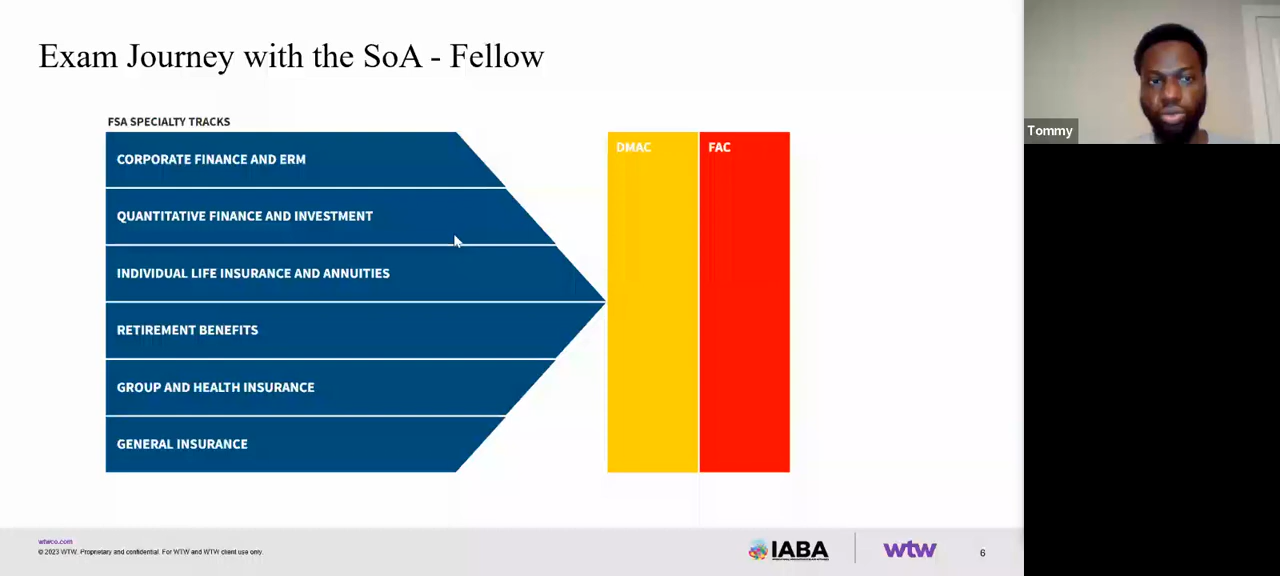 Exam Journey with the SoA - Fellow
Tommy
FSA SPECIALTY TRACKS
CORPORATE FINANCE AND ERM
QUANTITATIVE FINANCE AND INVESTMENT
INDIVIDUAL LIFE INSURANCE AND ANNUITIES
RETIREMENT BENEFITS
GROUP AND HEALTH INSURANCE
GENERAL INSURANCE
DMAC
FAC
wtwco.com
© 2023 WTW. Proprietary and confidential. For WTW and WTW client use only.
IABA
wtw
6